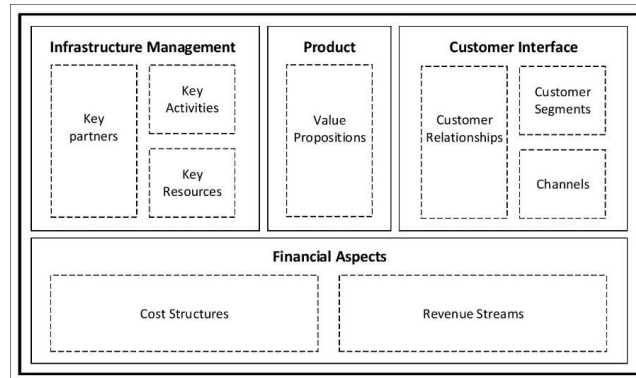 Infrastructure Management
Key
partners
Key
Activities
Key
Resources
Product
Value
Propositions
Customer Interface
Customer
Relationships
Customer
Segments
Channels
Financial Aspects
Cost Structures
Revenue Streams